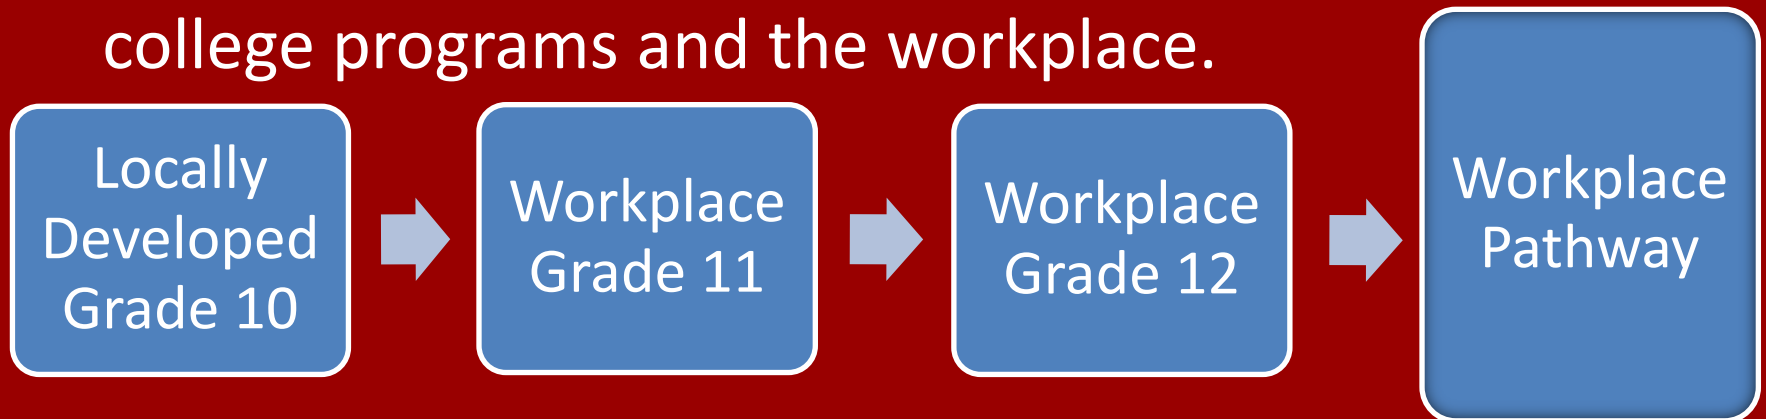 college programs and the workplace.
Locally
Developed
Grade 10
Workplace
Grade 11
Workplace
Grade 12
Workplace
Pathway